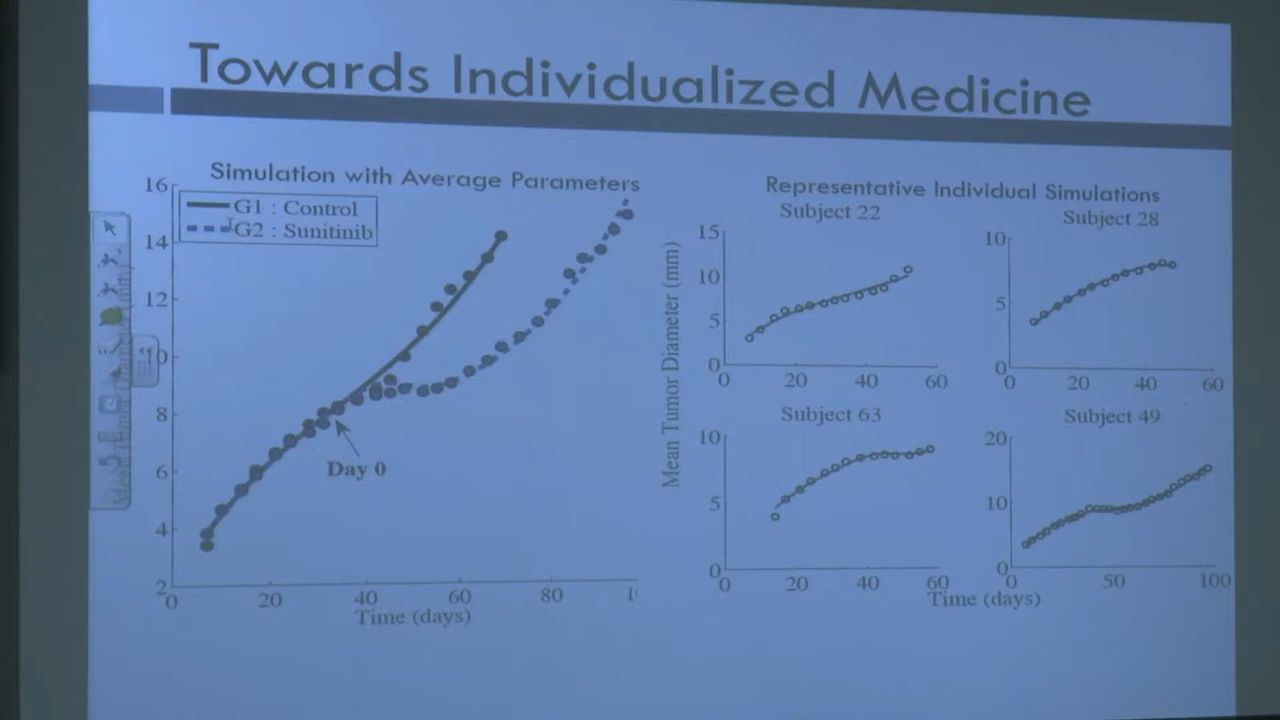 Towards Individualized Medicine
Simulation with Average Parameters
16
14
12
10
8
6
4
2
G1 : Control
G2 : Sunitinib
Day 0
0 20 40 60 80
Time (days)
Representative Individual Simulations
Mean Tumor Diameter (mm)
Subject 22
15
10
5
0
0 20 40 60
Subject 28
10
5
0
0 20 40 60
Subject 63
10
5
0
0 20 40 60
Subject 49
20
10
0
0 50 100
Time (days)